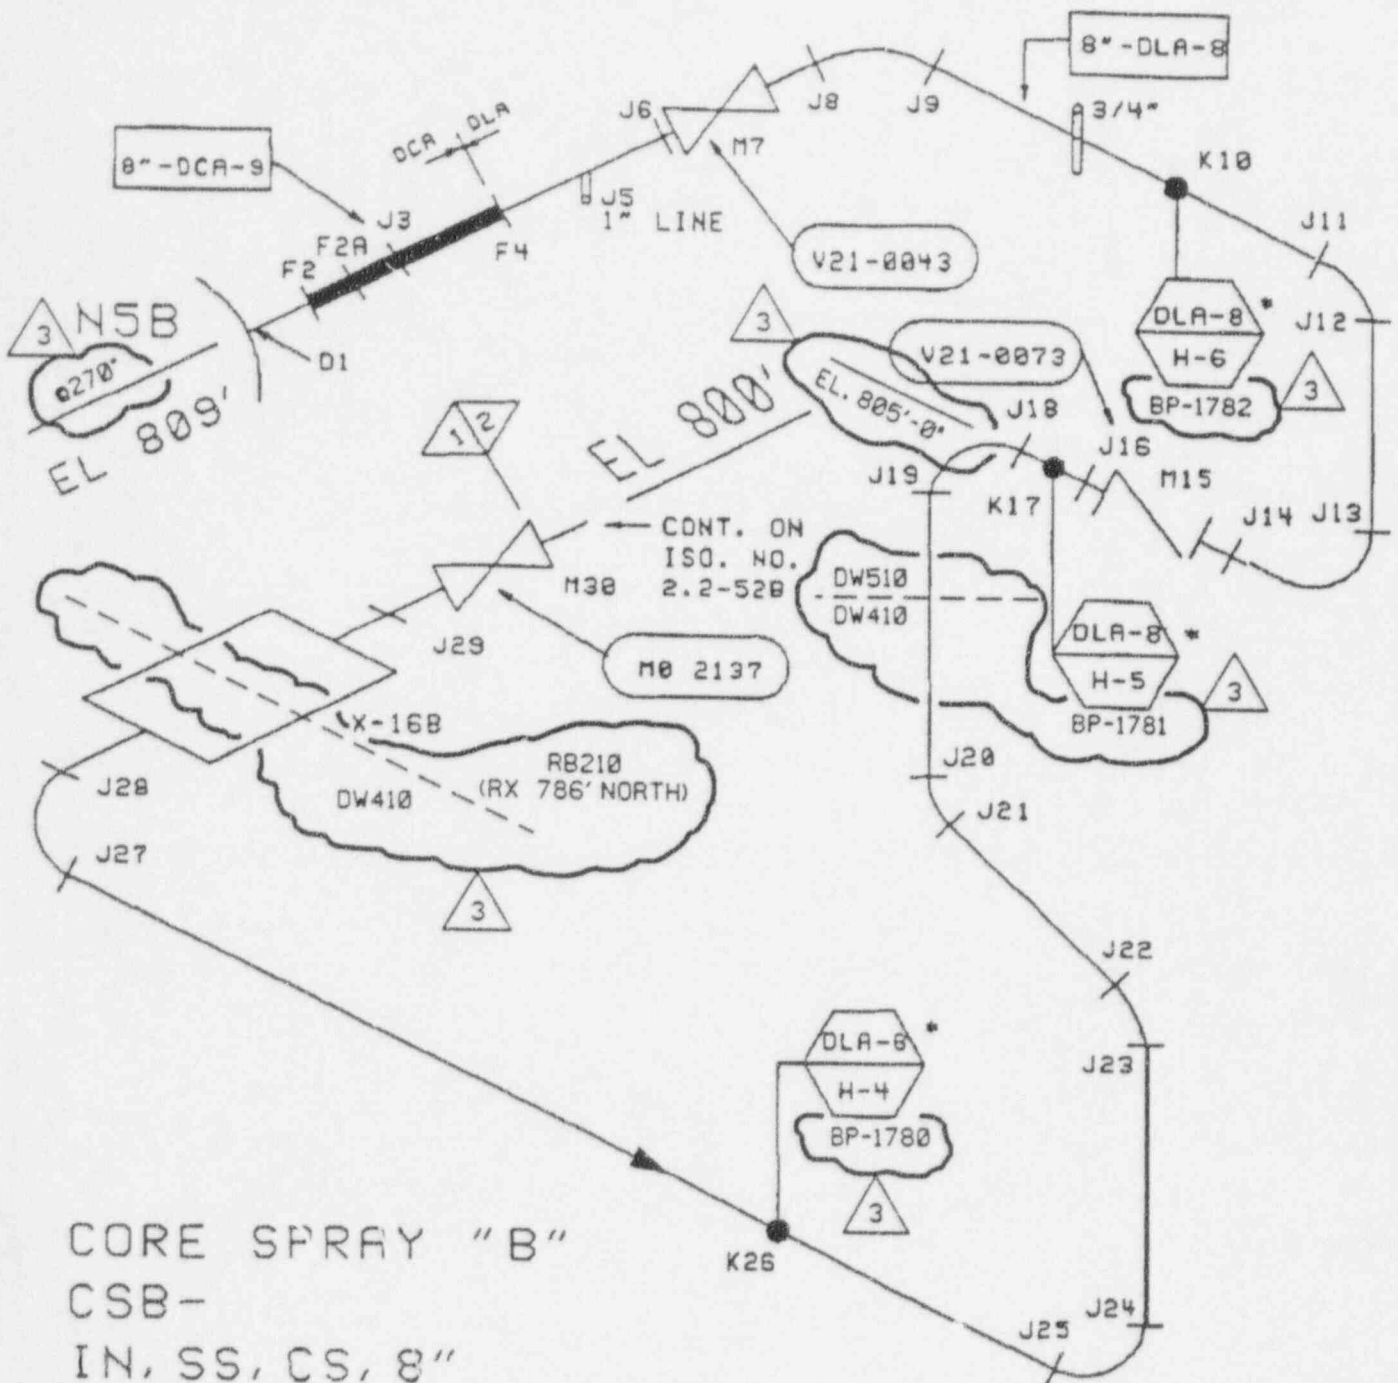 8"-DLA-8
J8
J9
3/4"
J6
M7
K10
DCA
DLA
8"-DCA-9
J3
J5
1" LINE
F2A
F2
F4
J11
V21-0043
3
N5B
D1
@270°
EL 809'
3
DLA-8 *
H-6
J12
3
BP-1782
V21-0073
EL. 805'-0"
EL 800'
J18
J16
M15
1
2
J19
K17
J14
J13
CONT. ON
ISO. NO.
2.2-52B
M30
DW510
DW410
J29
M0 2137
DLA-8 *
H-5
3
BP-1781
X-16B
RB210
(RX 786' NORTH)
DW410
J28
J20
J21
J27
3
J22
DLA-8 *
H-4
J23
BP-1780
3
K26
J24
J25
CORE SPRAY "B"
CSB-
IN, SS, CS, 8"